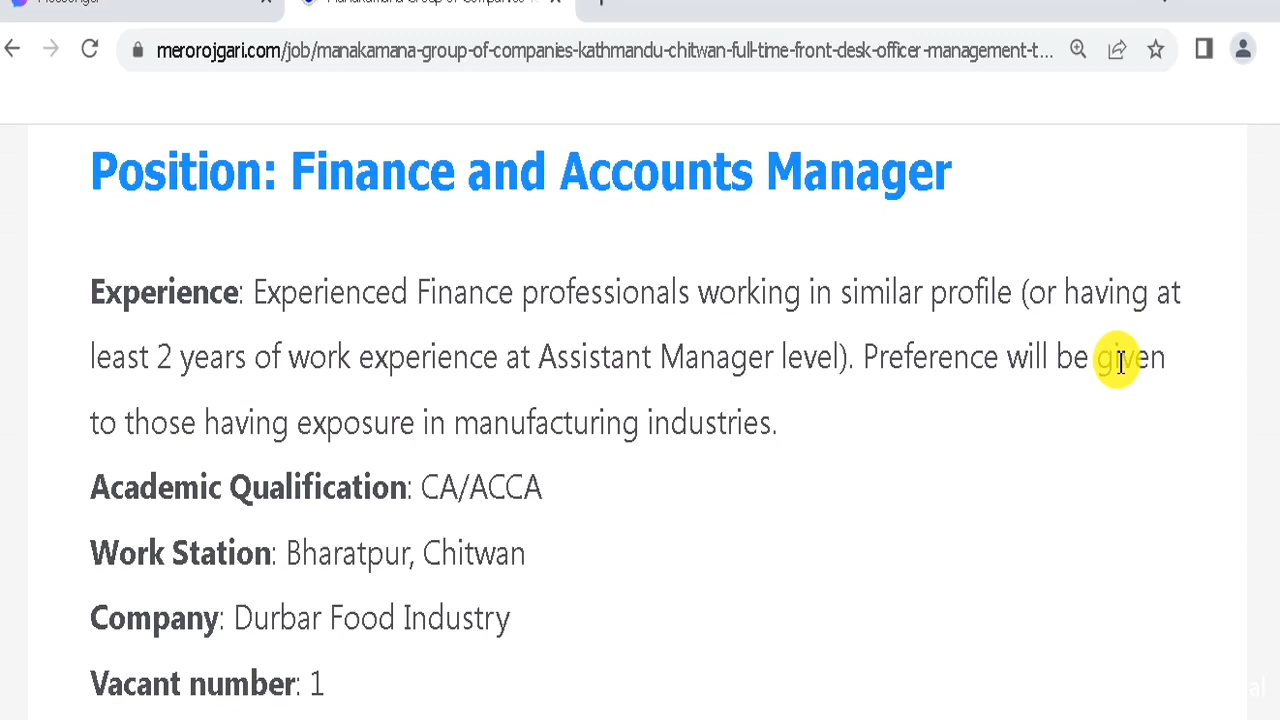 merorojgari.com/job/manakamana-group-of-companies-kathmandu-chitwan-full-time-front-desk-officer-management-t...
Position: Finance and Accounts Manager
Experience: Experienced Finance professionals working in similar profile (or having at
least 2 years of work experience at Assistant Manager level). Preference will be given
to those having exposure in manufacturing industries.
Academic Qualification: CA/ACCA
Work Station: Bharatpur, Chitwan
Company: Durbar Food Industry
Vacant number: 1